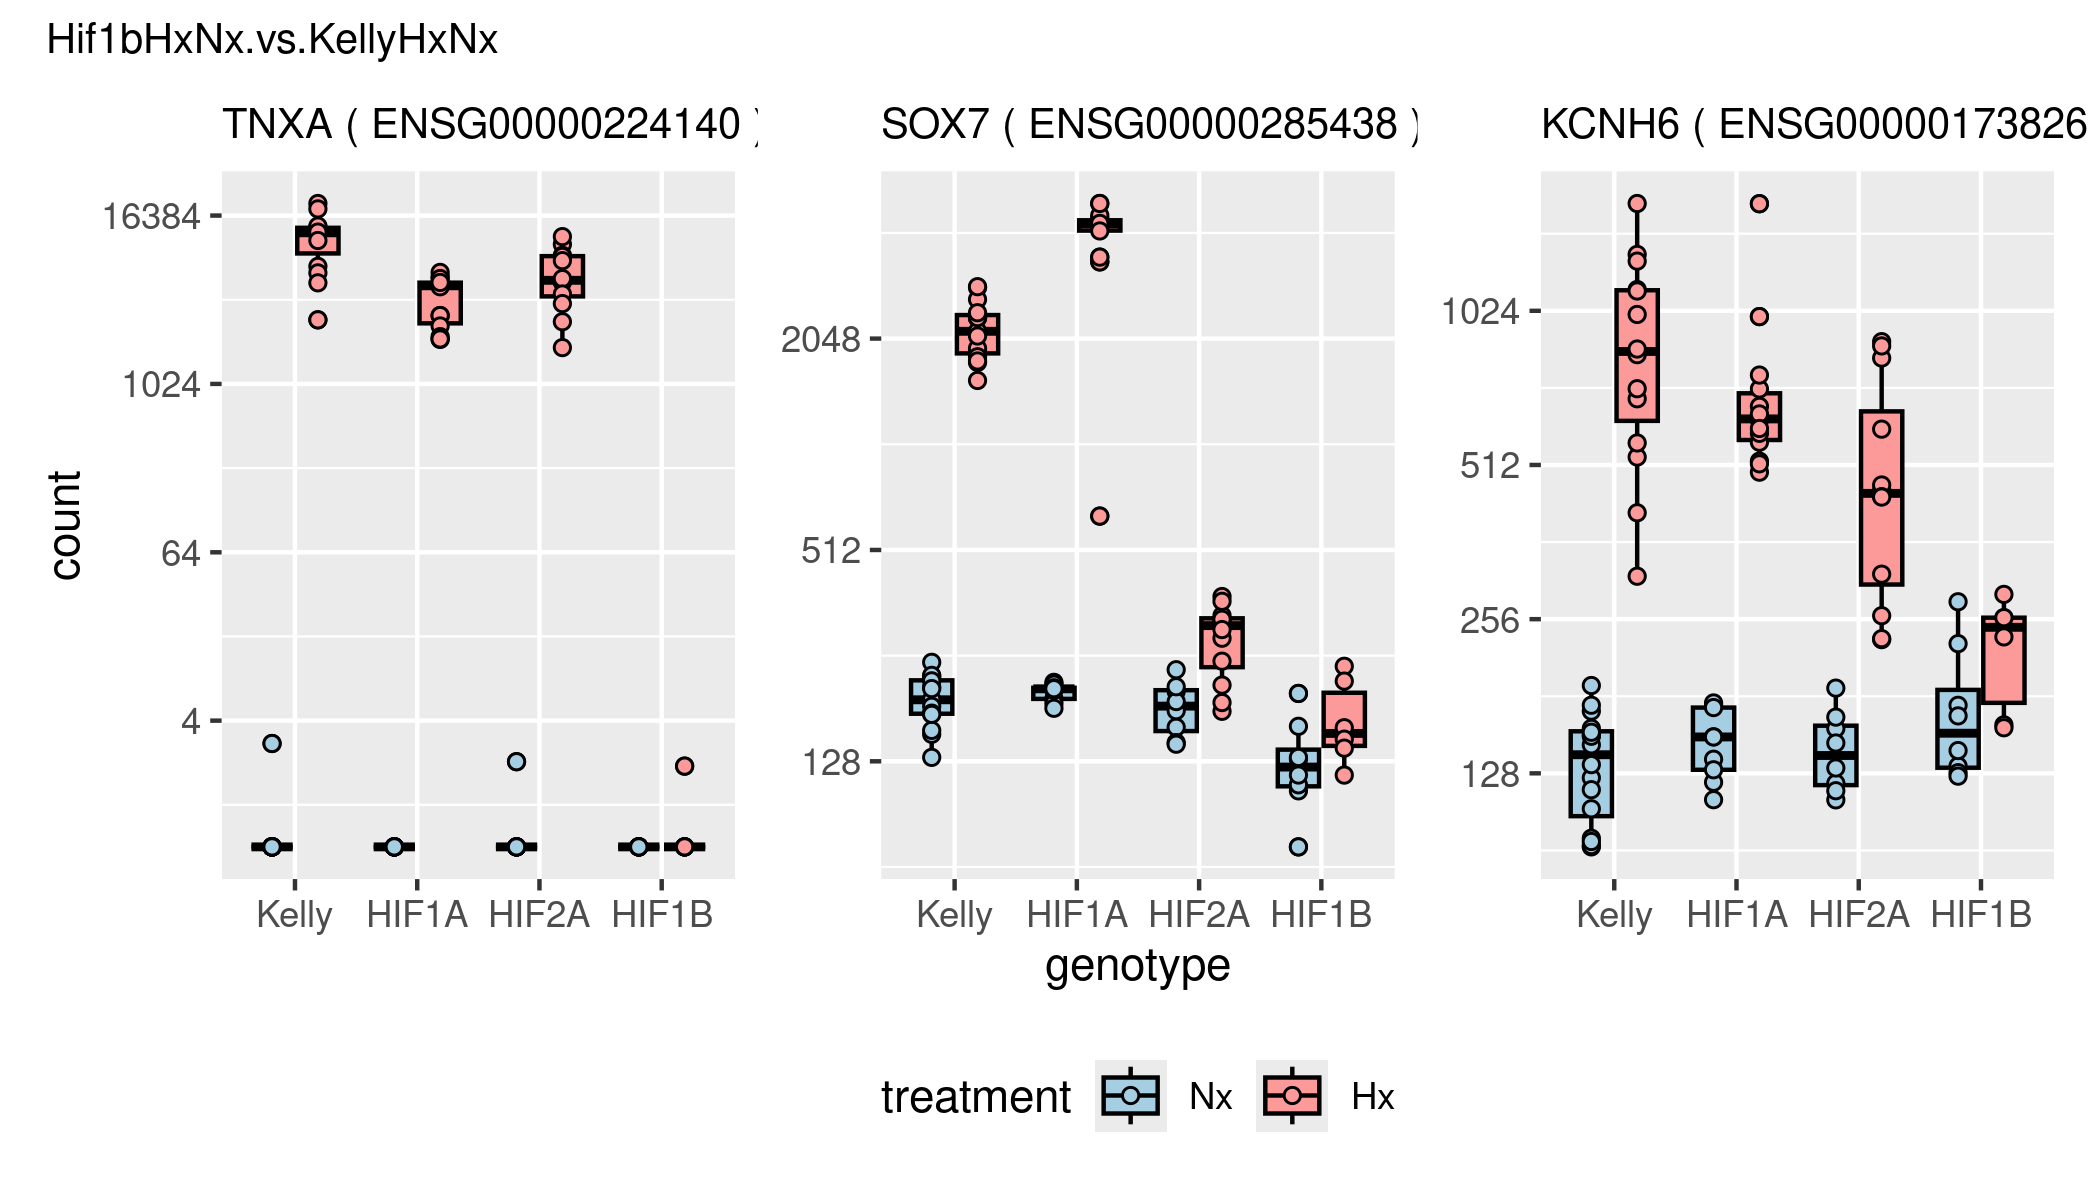 Hif1bHxNx.vs.KellyHxNx
TNXA ( ENSG00000224140 )
SOX7 ( ENSG00000285438 )
KCNH6 ( ENSG00000173826
count
16384
1024
64
4
Kelly HIF1A HIF2A HIF1B
2048
512
128
Kelly HIF1A HIF2A HIF1B
1024
512
256
128
Kelly HIF1A HIF2A HIF1B
genotype
treatment Nx Hx